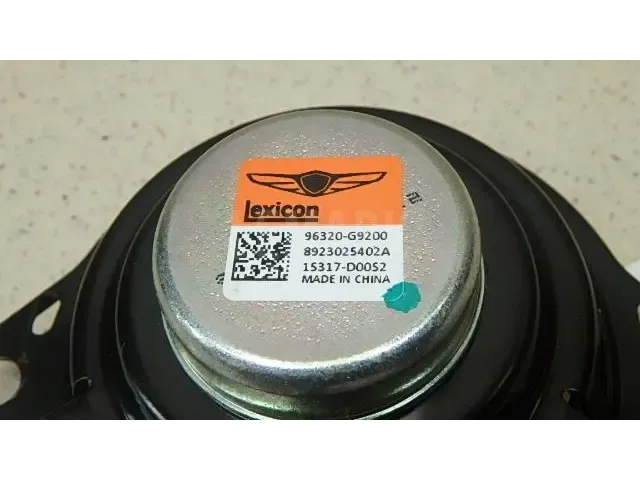 Lexicon
96320-G9200
8923025402A
15317-D0052
MADE IN CHINA